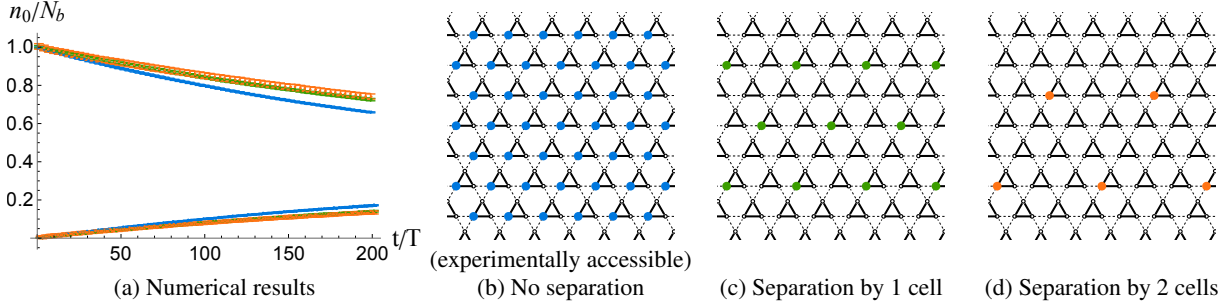 n₀/N_b
1.0
0.8
0.6
0.4
0.2
50
100
150
200
t/T
(experimentally accessible)
(a) Numerical results
(b) No separation
(c) Separation by 1 cell
(d) Separation by 2 cells